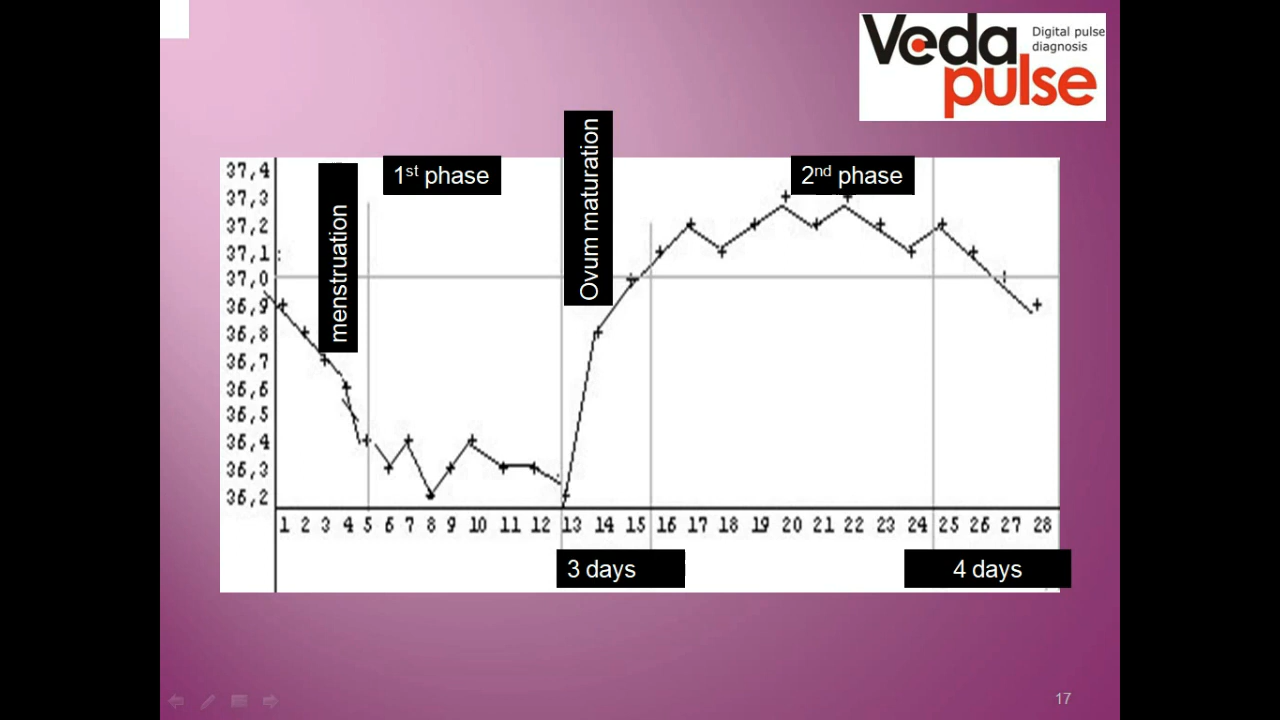 Veda
pulse
Digital pulse
diagnosis
menstruation
1st phase
Ovum maturation
2nd phase
37,4
37,3
37,2
37,1
37,0
36,9
36,8
36,7
36,6
36,5
36,4
36,3
36,2
1 2 3 4 5 6 7 8 9 10 11 12 13 14 15 16 17 18 19 20 21 22 23 24 25 26 27 28
3 days
4 days
17